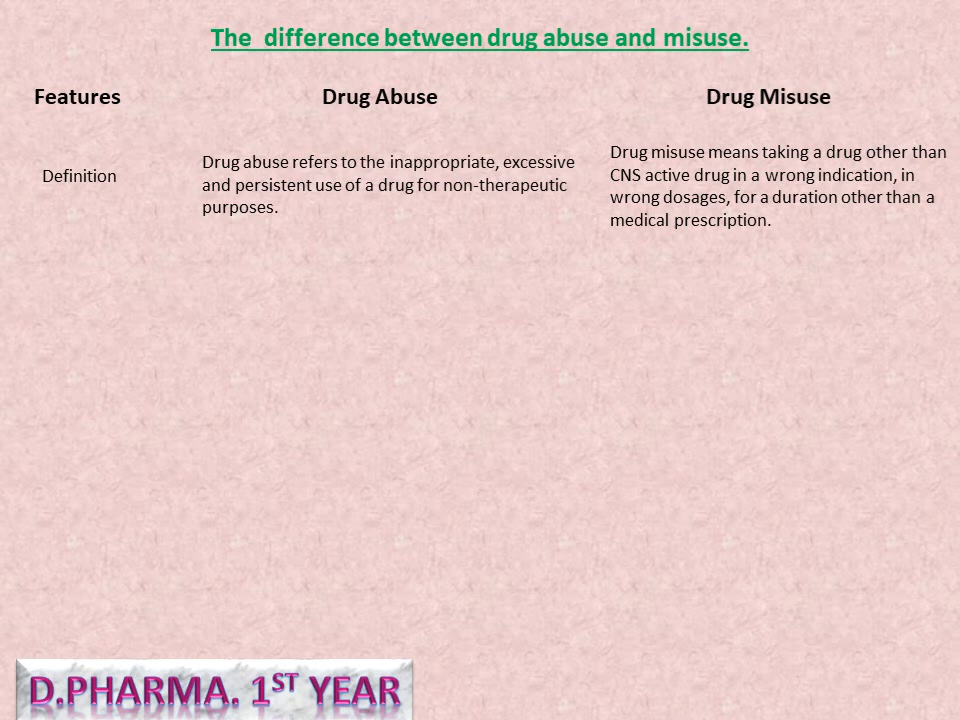 The  difference between drug abuse and misuse.
Features Drug Abuse Drug Misuse
Definition
Drug abuse refers to the inappropriate, excessive
and persistent use of a drug for non-therapeutic
purposes.
Drug misuse means taking a drug other than
CNS active drug in a wrong indication, in
wrong dosages, for a duration other than a
medical prescription.
D.PHARMA. 1ST YEAR